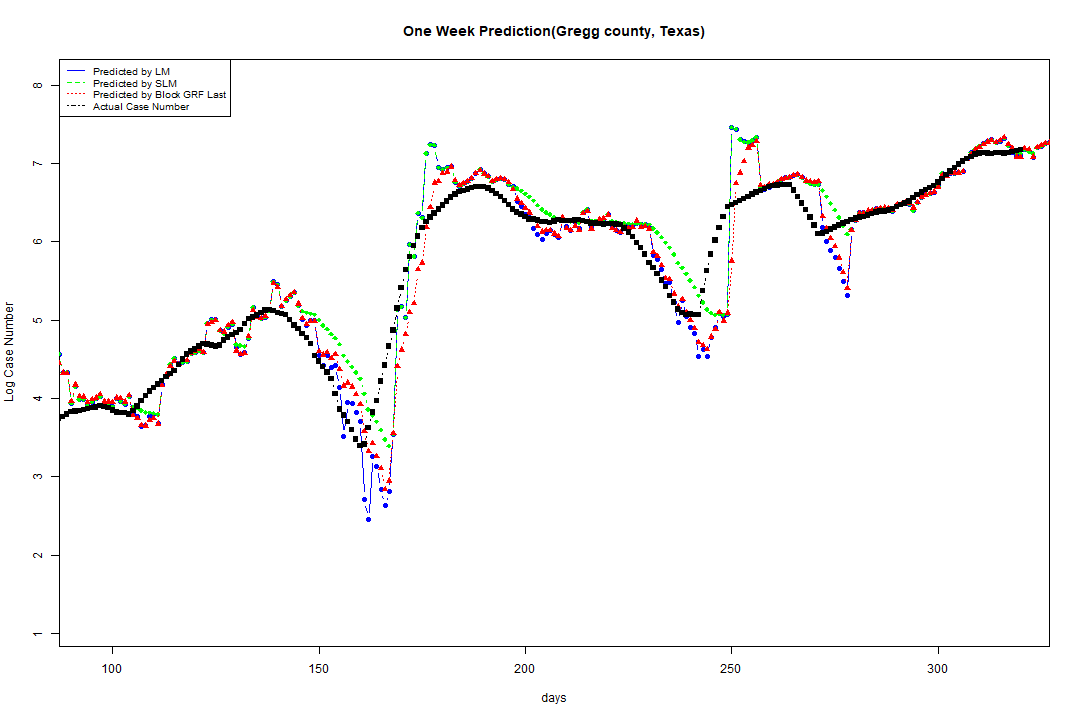 One Week Prediction(Gregg county, Texas)
Predicted by LM
Predicted by SLM
Predicted by Block GRF Last
Actual Case Number
8
7
6
5
4
3
2
1
Log Case Number
100 150 200 250 300
days